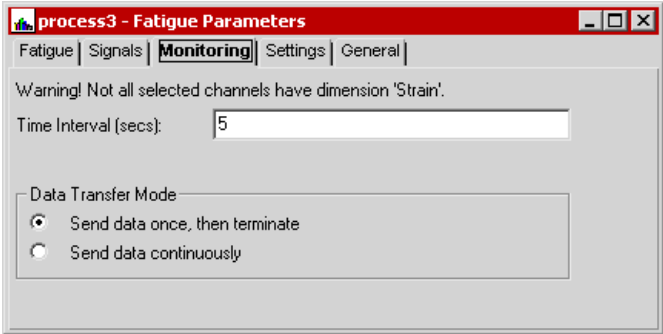 process3 - Fatigue Parameters
Fatigue Signals Monitoring Settings General
Warning! Not all selected channels have dimension 'Strain'.
Time Interval (secs): 5
Data Transfer Mode
Send data once, then terminate
Send data continuously